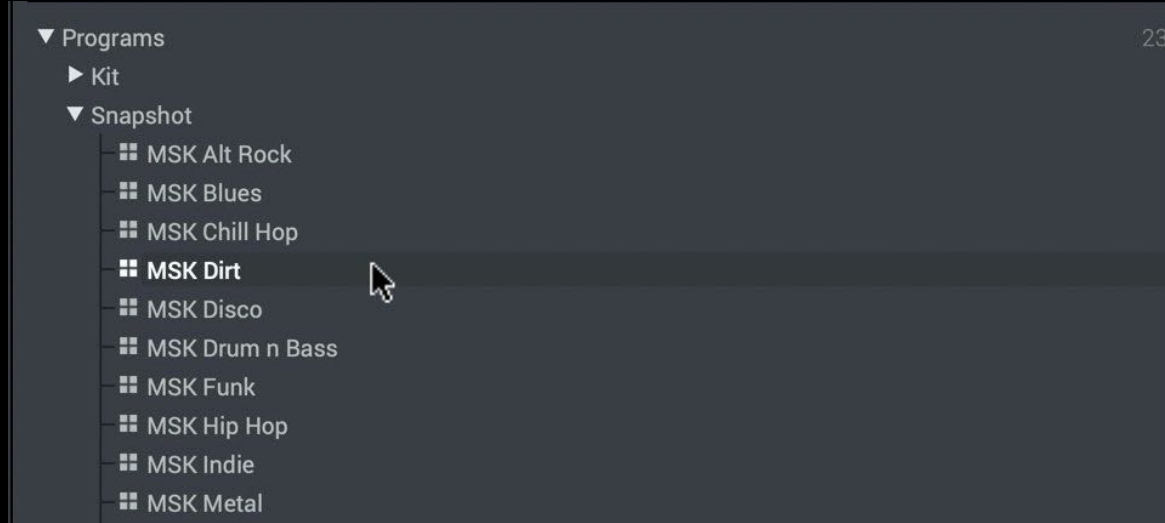 Programs
23
Kit
Snapshot
MSK Alt Rock
MSK Blues
MSK Chill Hop
MSK Dirt
MSK Disco
MSK Drum n Bass
MSK Funk
MSK Hip Hop
MSK Indie
MSK Metal